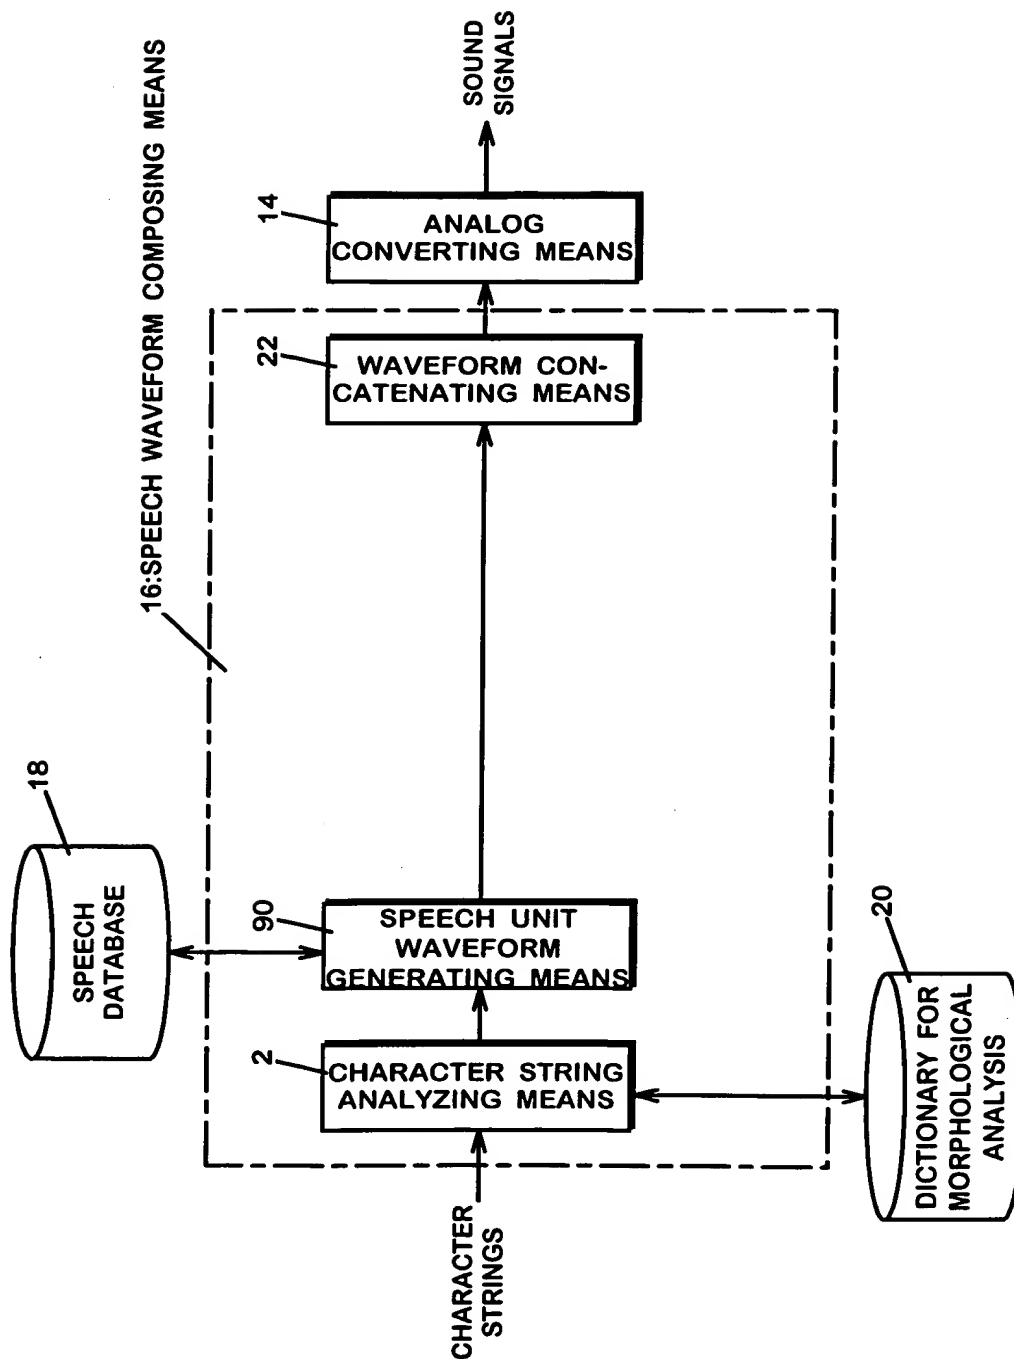 16:SPEECH WAVEFORM COMPOSING MEANS
18
SPEECH
DATABASE
CHARACTER
STRINGS
2
CHARACTER STRING
ANALYZING MEANS
90
SPEECH UNIT
WAVEFORM
GENERATING MEANS
22
WAVEFORM CON-
CATENATING MEANS
14
ANALOG
CONVERTING MEANS
SOUND
SIGNALS
20
DICTIONARY FOR
MORPHOLOGICAL
ANALYSIS